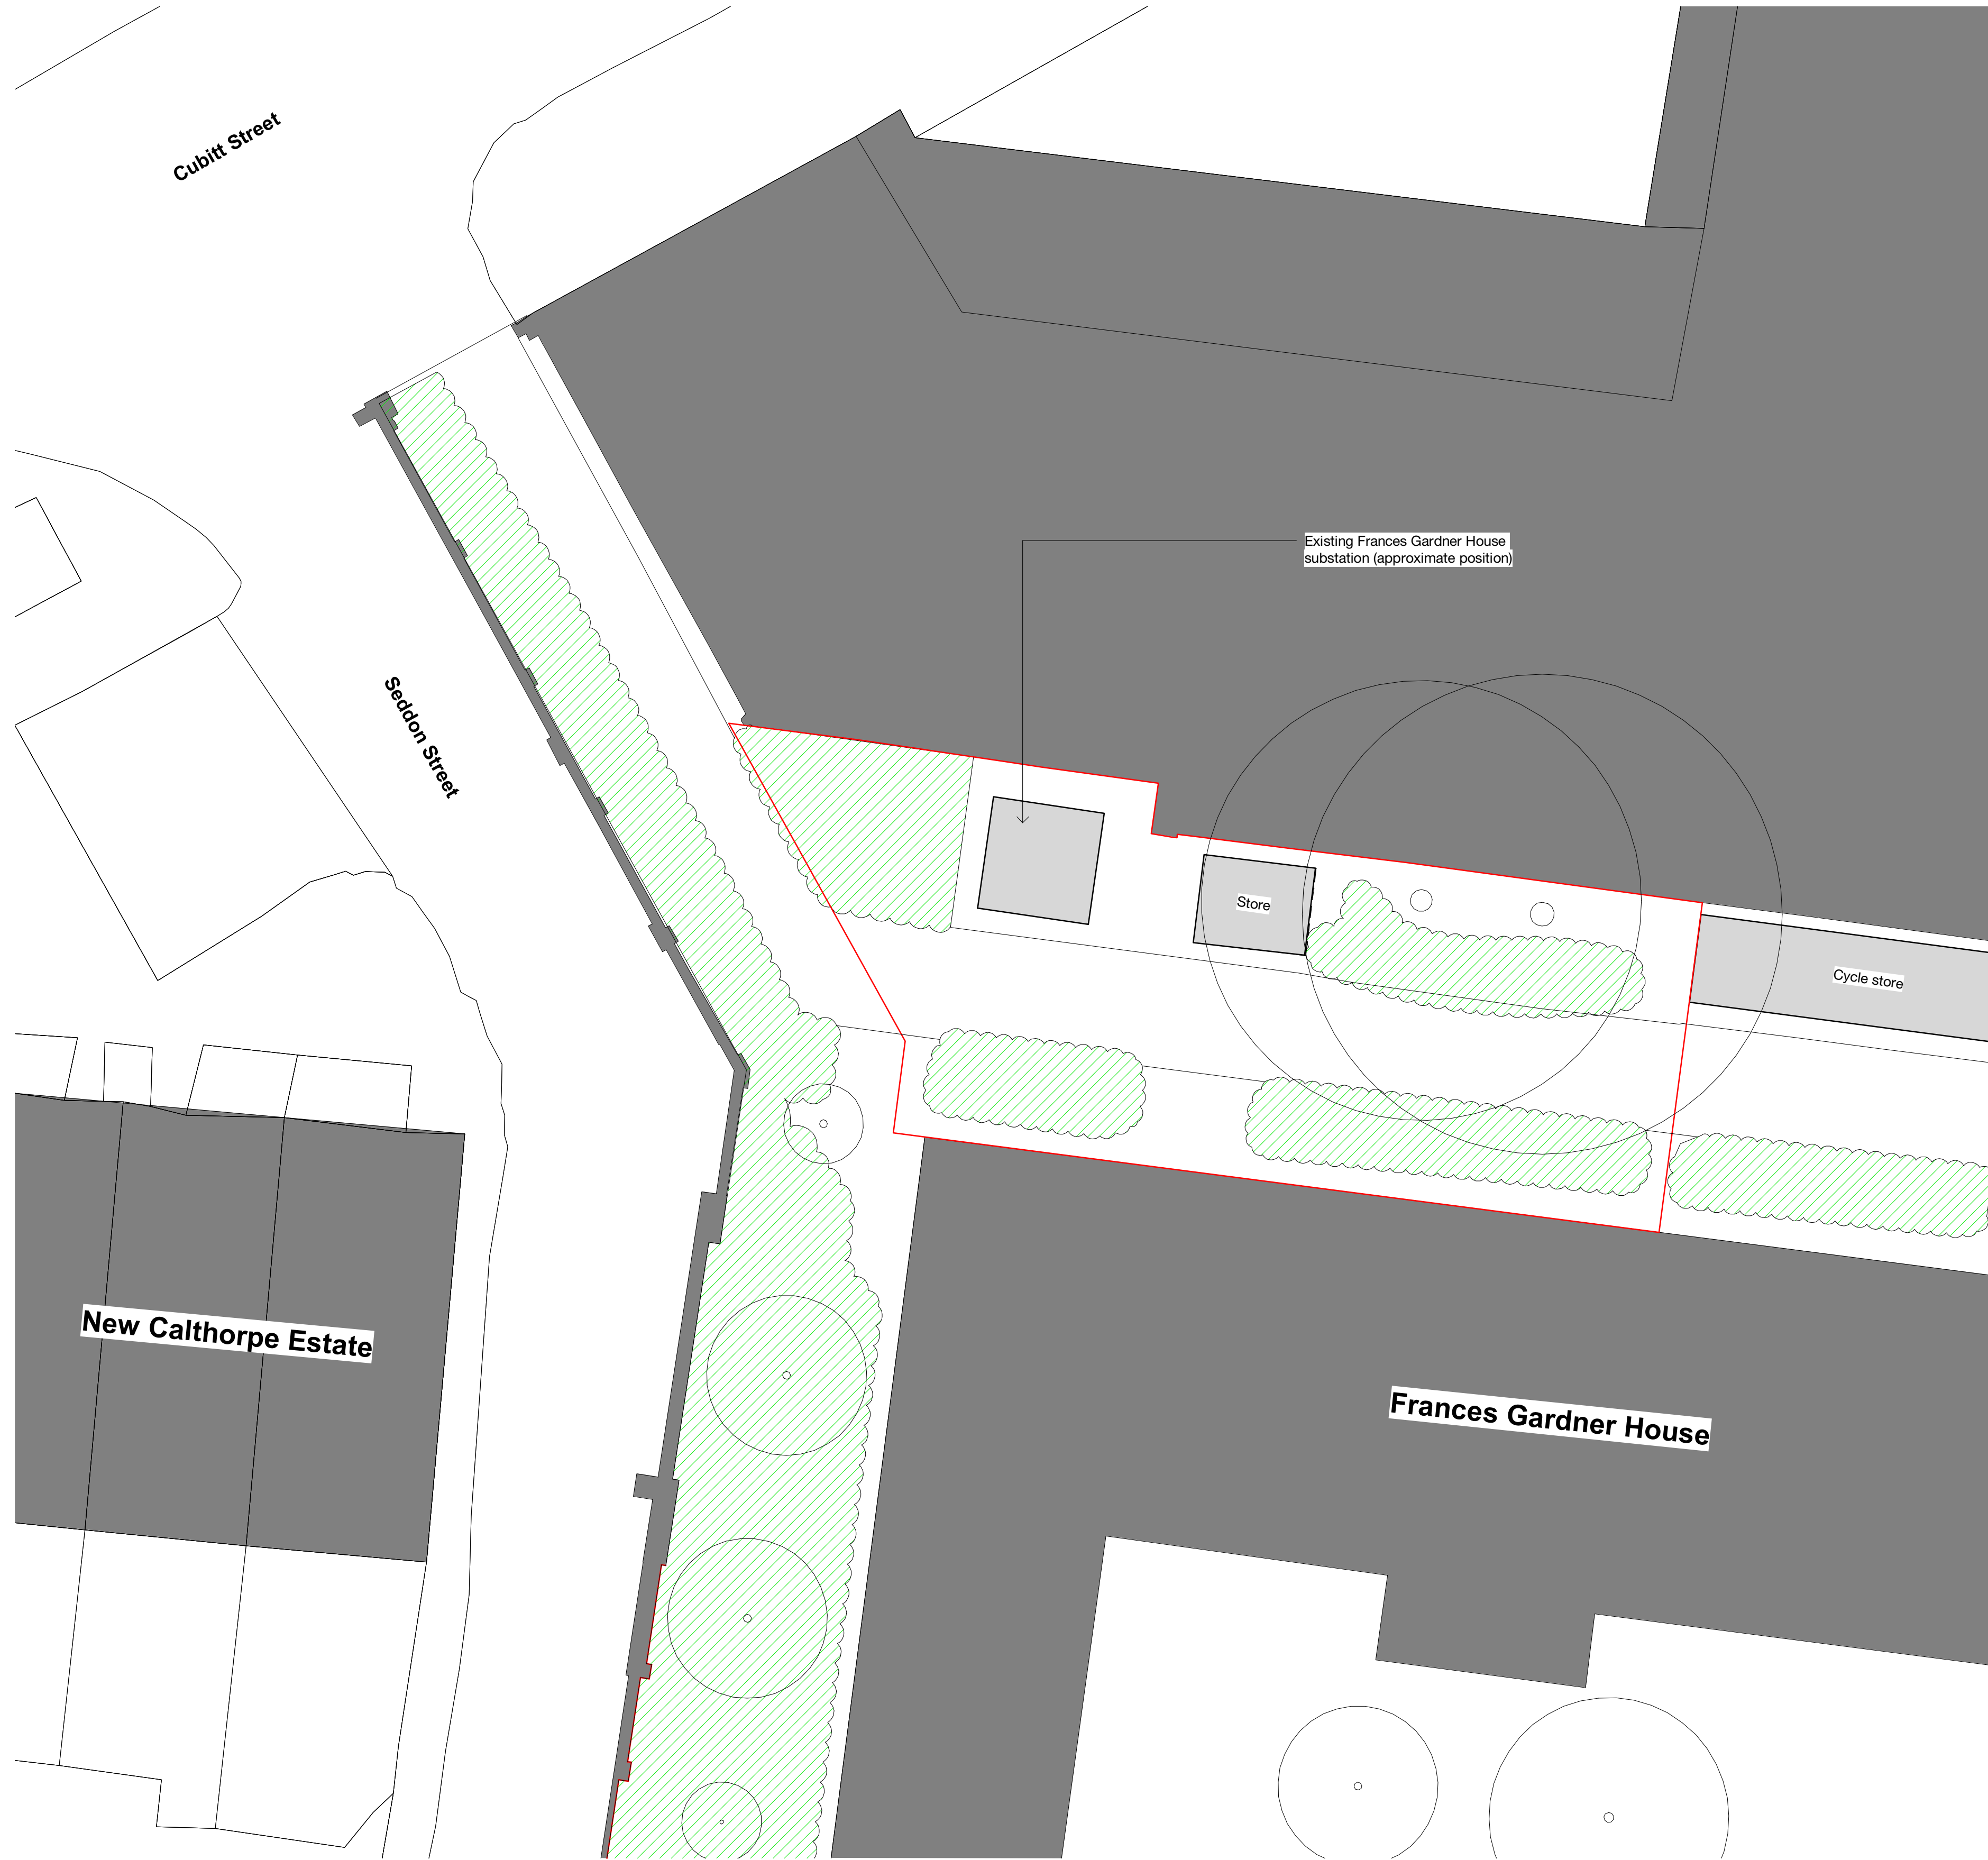 Cubitt Street
Existing Frances Gardner House
substation (approximate position)
Seddon Street
Store
Cycle store
New Calthorpe Estate
Frances Gardner House